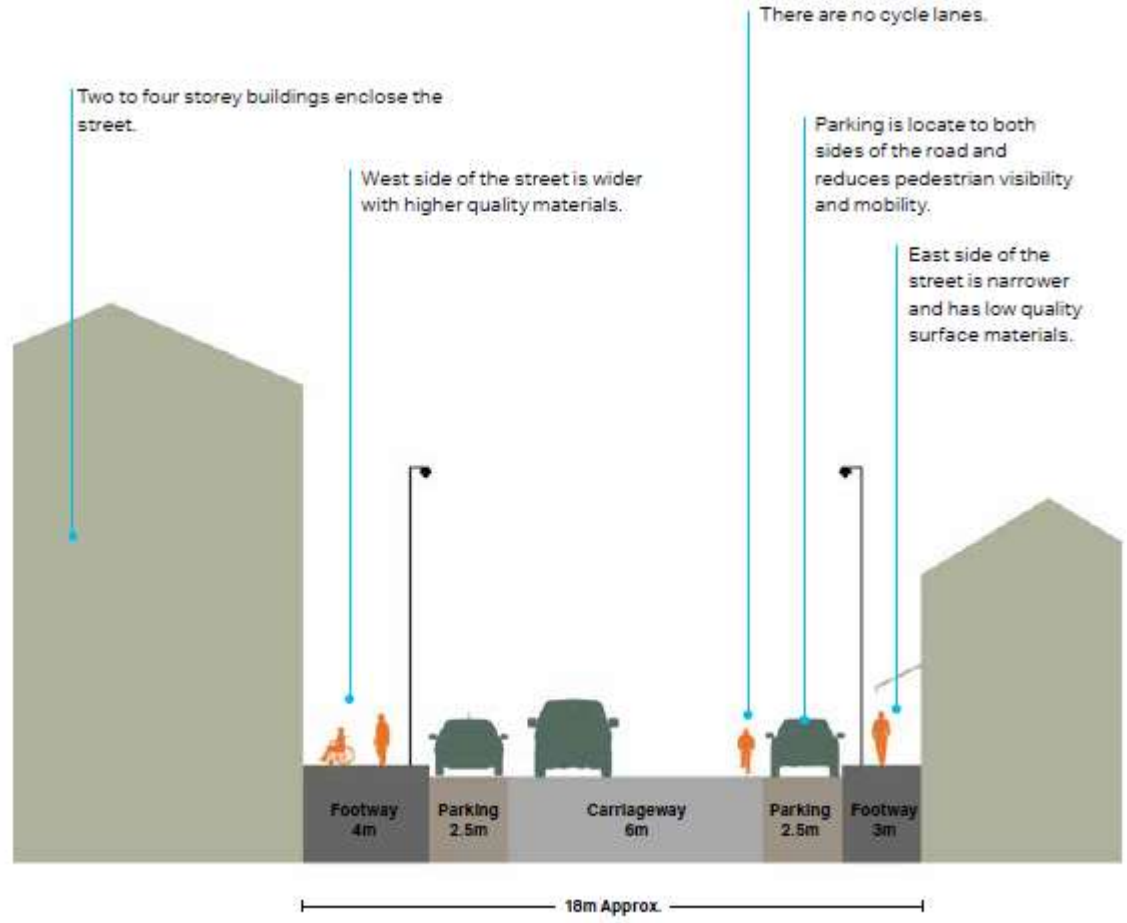 There are no cycle lanes.
Two to four storey buildings enclose the
street.
Parking is locate to both
sides of the road and
reduces pedestrian visibility
and mobility.
West side of the street is wider
with higher quality materials.
East side of the
street is narrower
and has low quality
surface materials.
Footway
4m
Parking
2.5m
Carriageway
6m
Parking
2.5m
Footway
3m
18m Approx.